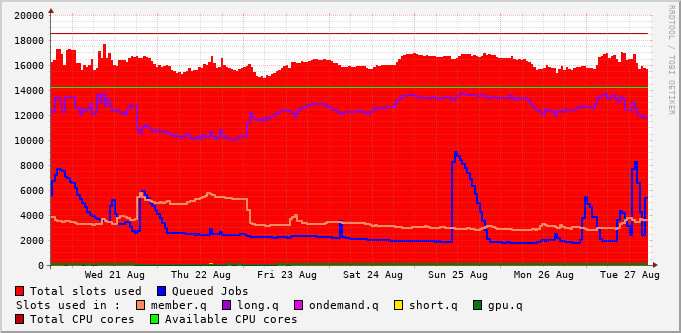 20000
18000
16000
14000
12000
10000
8000
6000
4000
2000
0
Wed 21 Aug Thu 22 Aug Fri 23 Aug Sat 24 Aug Sun 25 Aug Mon 26 Aug Tue 27 Aug
RRDTOOL / TOBI OETIKER
Total slots used Queued Jobs
Slots used in : member.q long.q ondemand.q short.q gpu.q
Total CPU cores Available CPU cores